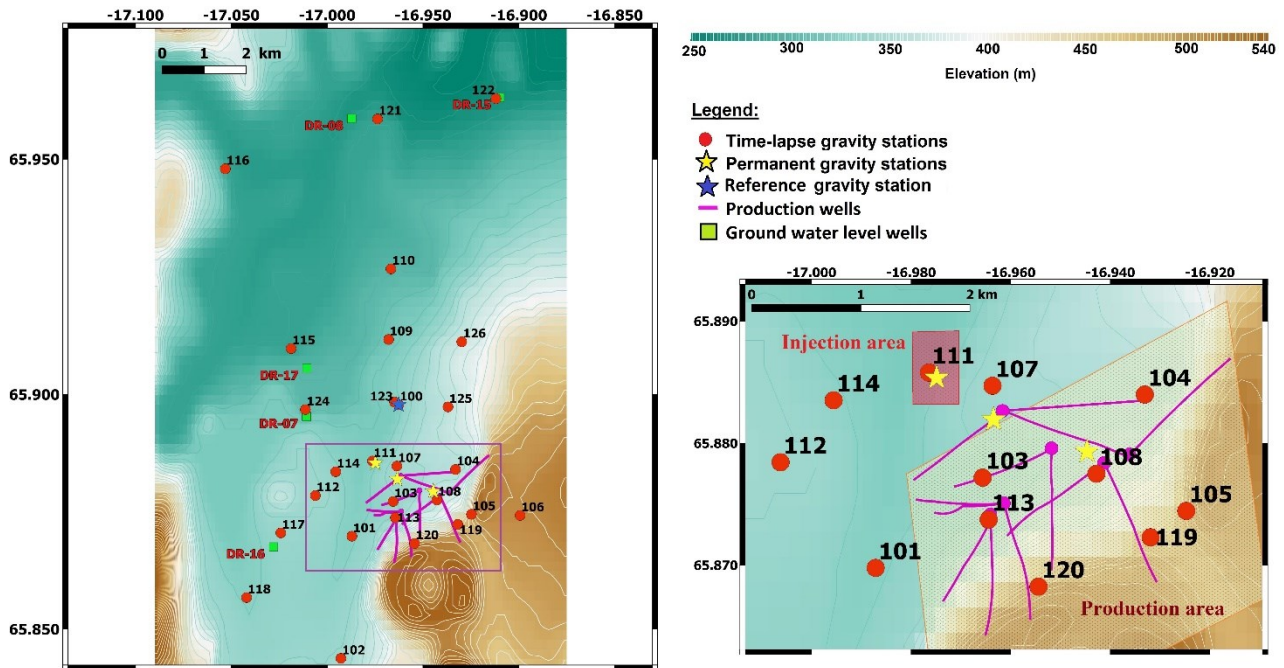 -17.100 -17.050 -17.000 -16.950 -16.900 -16.850
0 1 2 km
65.950
65.900
65.850
122
DR-15
121
DR-08
116
110
109
126
115
DR-17
124
DR-07
123 100
125
111
107
104
114
112
103
108
105
106
113
119
117
101
120
DR-16
118
102
250 300 350 400 450 500 540
Elevation (m)
Legend:
Time-lapse gravity stations
Permanent gravity stations
Reference gravity station
Production wells
Ground water level wells
-17.000 -16.980 -16.960 -16.940 -16.920
0 1 2 km
65.890
65.880
65.870
Injection area
111
107
104
114
112
103
108
105
113
119
101
120
Production area